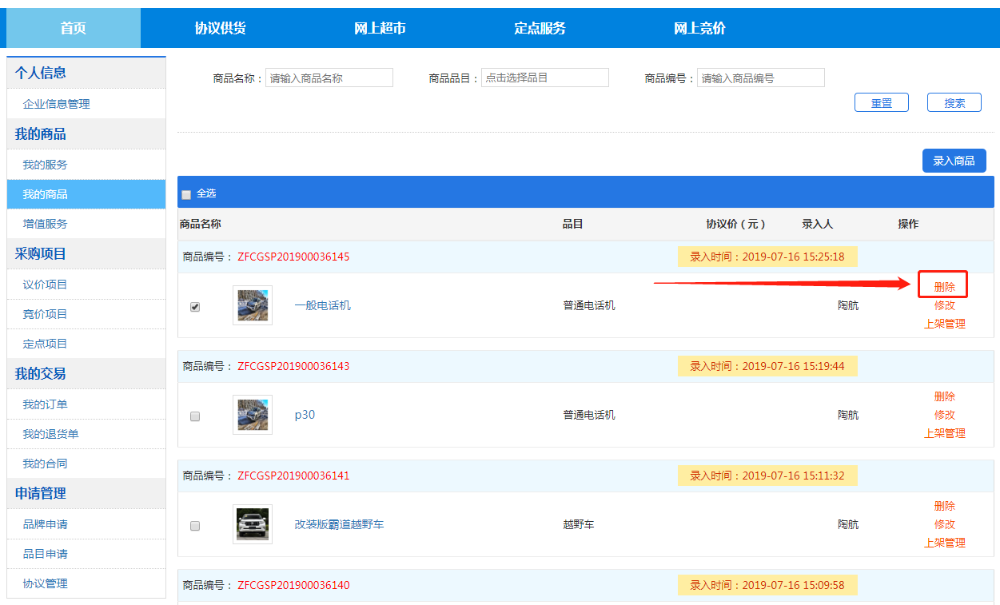 首页 协议供货 网上超市 定点服务 网上竞价
个人信息
企业信息管理
我的商品
我的服务
我的商品
增值服务
采购项目
议价项目
竞价项目
定点项目
我的交易
我的订单
我的退货单
我的合同
申请管理
品牌申请
品目申请
协议管理
商品名称： 请输入商品名称 商品品目： 点击选择品目 商品编号： 请输入商品编号
重置 搜索
录入商品
全选
商品名称 品目 协议价（元） 录入人 操作
商品编号： ZFCGSP201900036145 录入时间：2019-07-16 15:25:18
删除
一般电话机 普通电话机 陶航 修改
上架管理
商品编号： ZFCGSP201900036143 录入时间：2019-07-16 15:19:44
删除
p30 普通电话机 陶航 修改
上架管理
商品编号： ZFCGSP201900036141 录入时间：2019-07-16 15:11:32
删除
改装版霸道越野车 越野车 陶航 修改
上架管理
商品编号： ZFCGSP201900036140 录入时间：2019-07-16 15:09:58